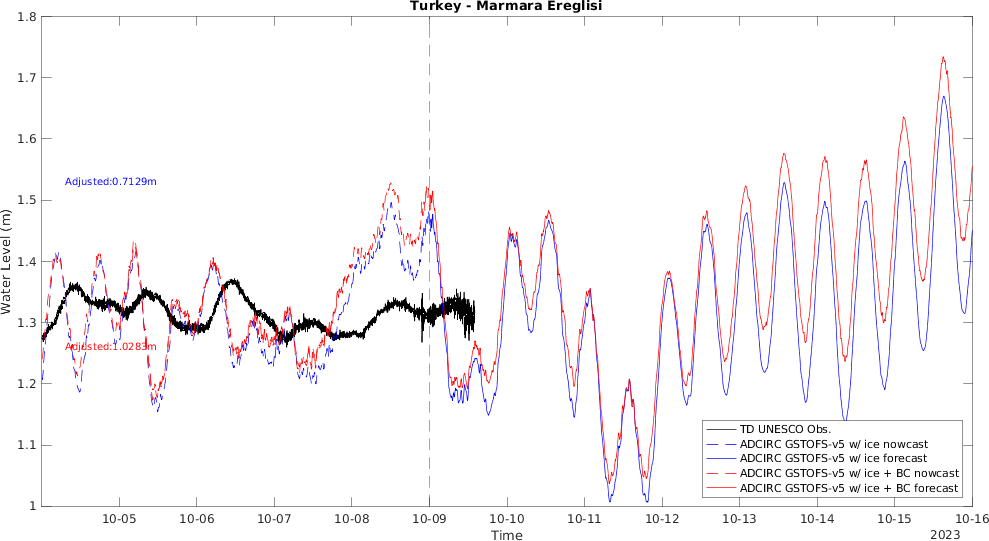 Turkey - Marmara Ereglisi
Water Level (m)
1.8
1.7
1.6
1.5
1.4
1.3
1.2
1.1
1
Adjusted:0.7129m
Adjusted:1.0283m
TD UNESCO Obs.
ADCIRC GSTOFS-v5 w/ ice nowcast
ADCIRC GSTOFS-v5 w/ ice forecast
ADCIRC GSTOFS-v5 w/ ice + BC nowcast
ADCIRC GSTOFS-v5 w/ ice + BC forecast
10-05 10-06 10-07 10-08 10-09 10-10 10-11 10-12 10-13 10-14 10-15 10-16
Time
2023